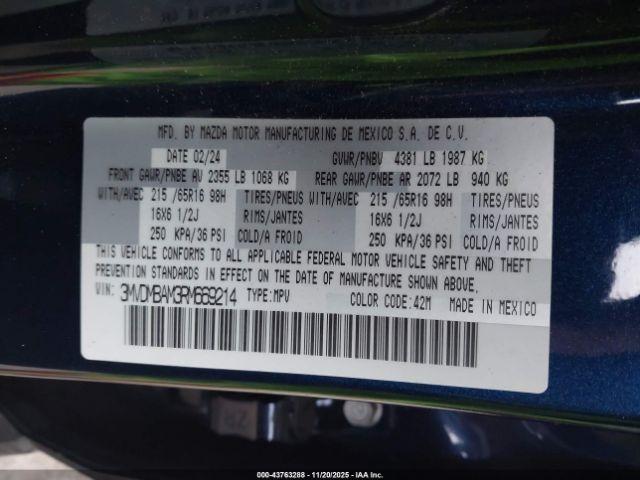 MFD. BY MAZDA MOTOR MANUFACTURING DE MEXICO S.A. DE C.V.
DATE 02/24 GVWR/PNBV 4381 LB 1987 KG
FRONT GAWR/PNBE AV 2355 LB 1068 KG REAR GAWR/PNBE AR 2072 LB 940 KG
WITH/AVEC 215 /65R16 98H TIRES/PNEUS WITH/AVEC 215 /65R16 98H TIRES/PNEUS
16X6 1/2J RIMS/JANTES 16X6 1/2J RIMS/JANTES
250 KPA/36 PSI COLD/A FROID 250 KPA/36 PSI COLD/A FROID
THIS VEHICLE CONFORMS TO ALL APPLICABLE FEDERAL MOTOR VEHICLE SAFETY AND THEFT
PREVENTION STANDARDS IN EFFECT ON THE DATE OF MANUFACTURE SHOWN ABOVE.
VIN: 3MVDMBAM3RM669214 TYPE:MPV COLOR CODE:42M MADE IN MEXICO
000-43763288 - 11/20/2025 - IAAI.COM